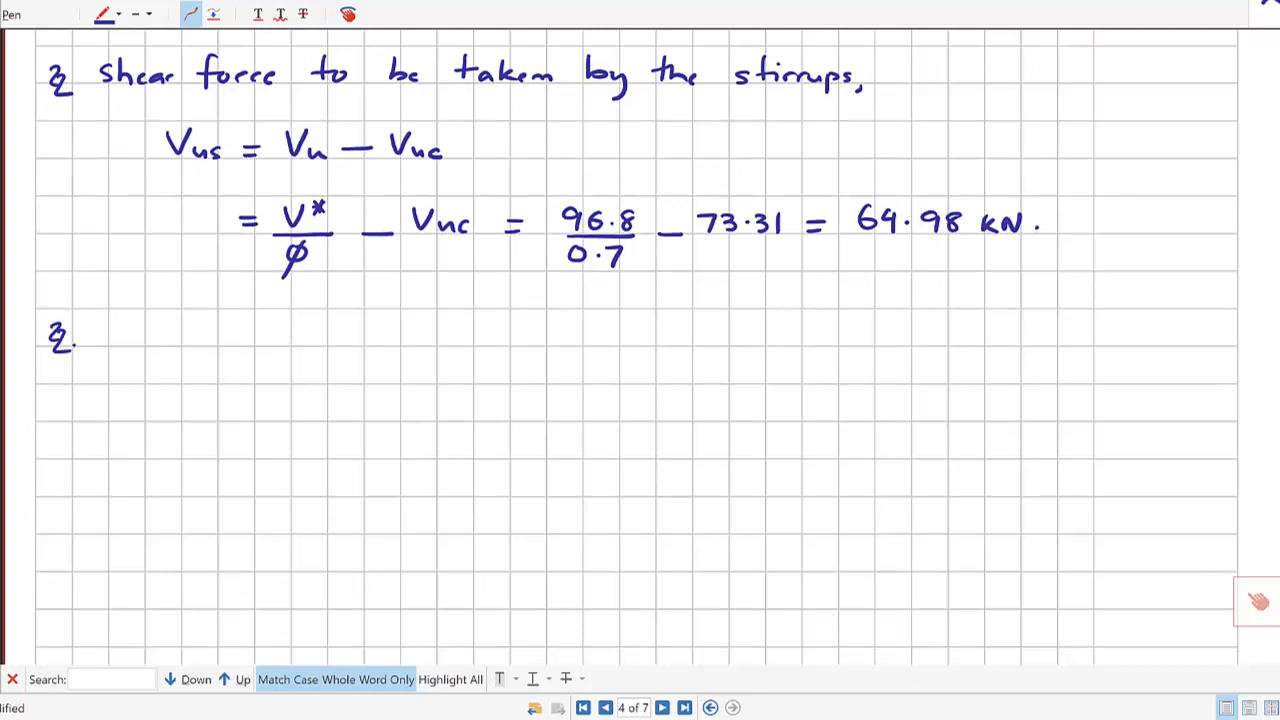 Pen
shear force to be taken by the stirrups,
Vus = Vu − Vuc
= V*/ϕ − Vuc = 96.8/0.7 − 73.31 = 64.98 kN.
Search: Down Up Match Case Whole Word Only Highlight All
ified 4 of 7